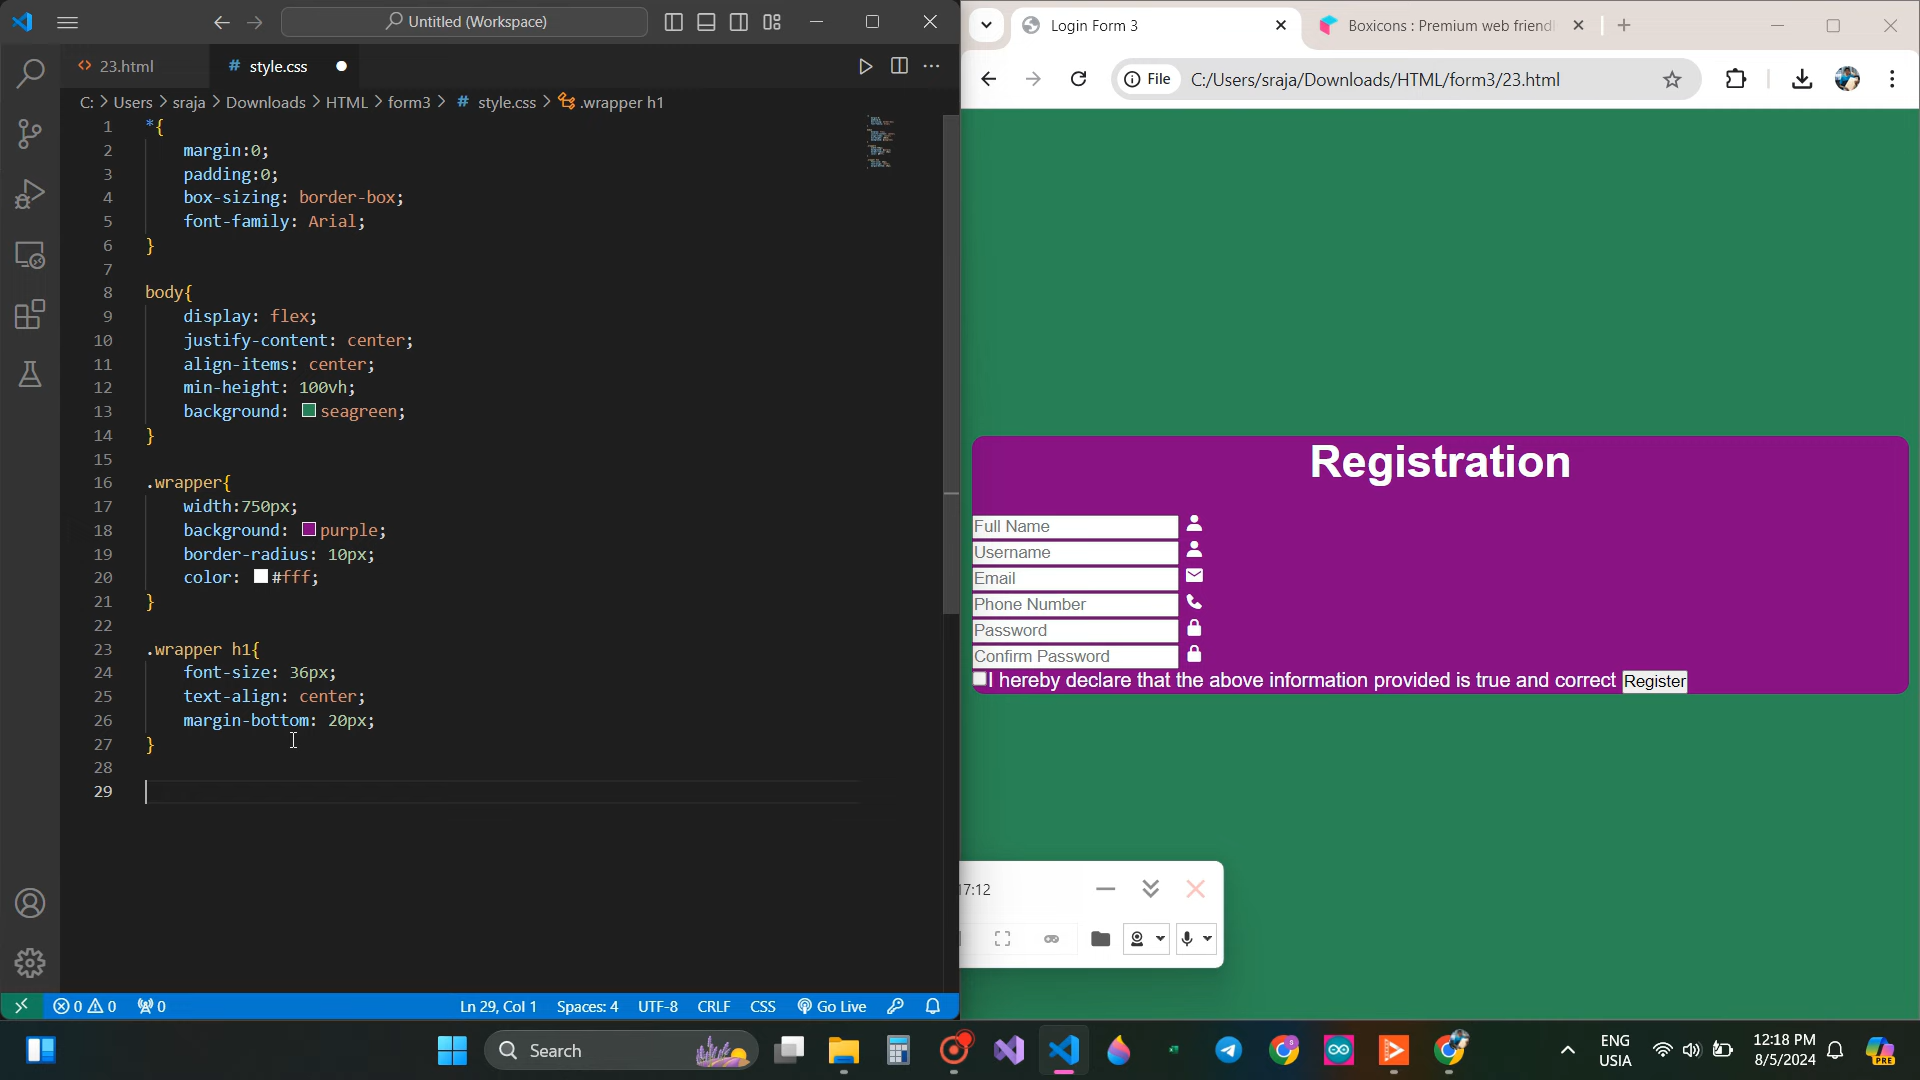 Untitled (Workspace)
23.html
# style.css
C: > Users > sraja > Downloads > HTML > form3 > # style.css > .wrapper h1
1 *{
2 margin:0;
3 padding:0;
4 box-sizing: border-box;
5 font-family: Arial;
6 }
7
8 body{
9 display: flex;
10 justify-content: center;
11 align-items: center;
12 min-height: 100vh;
13 background: seagreen;
14 }
15
16 .wrapper{
17 width:750px;
18 background: purple;
19 border-radius: 10px;
20 color: #fff;
21 }
22
23 .wrapper h1{
24 font-size: 36px;
25 text-align: center;
26 margin-bottom: 20px;
27 }
28
29
0 0 0 Ln 29, Col 1 Spaces: 4 UTF-8 CRLF CSS Go Live
Login Form 3
Boxicons : Premium web friend
File C:/Users/sraja/Downloads/HTML/form3/23.html
Registration
Full Name
Username
Email
Phone Number
Password
Confirm Password
I hereby declare that the above information provided is true and correct Register
17:12
Search
ENG
USIA
12:18 PM
8/5/2024
PRE